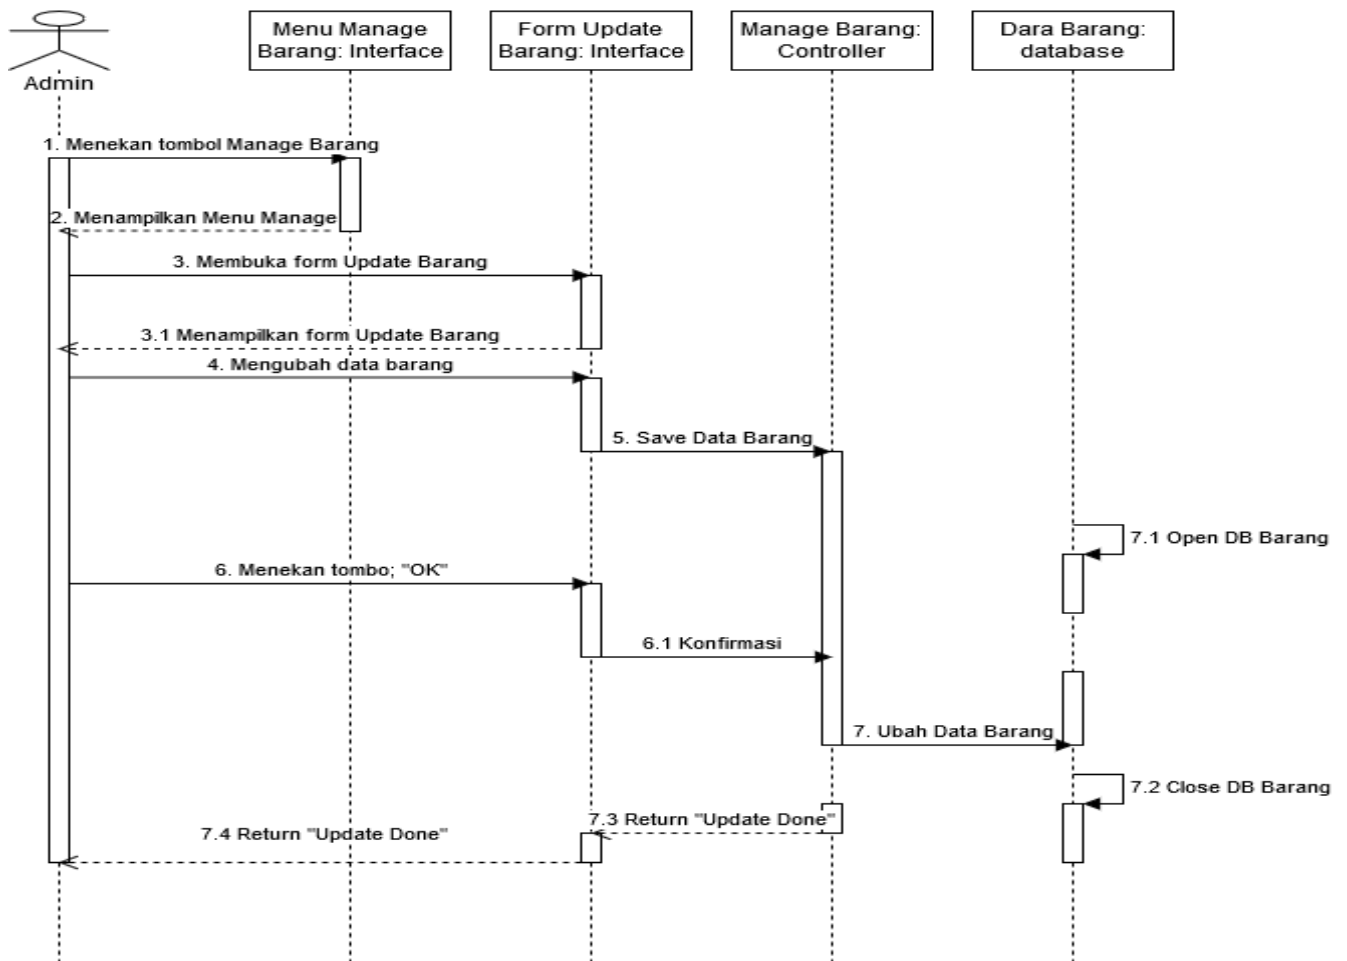 Admin
Menu Manage
Barang: Interface
Form Update
Barang: Interface
Manage Barang:
Controller
Dara Barang:
database
1. Menekan tombol Manage Barang
2. Menampilkan Menu Manage
3. Membuka form Update Barang
3.1 Menampilkan form Update Barang
4. Mengubah data barang
5. Save Data Barang
7.1 Open DB Barang
6. Menekan tombo; "OK"
6.1 Konfirmasi
7. Ubah Data Barang
7.2 Close DB Barang
7.3 Return "Update Done"
7.4 Return "Update Done"